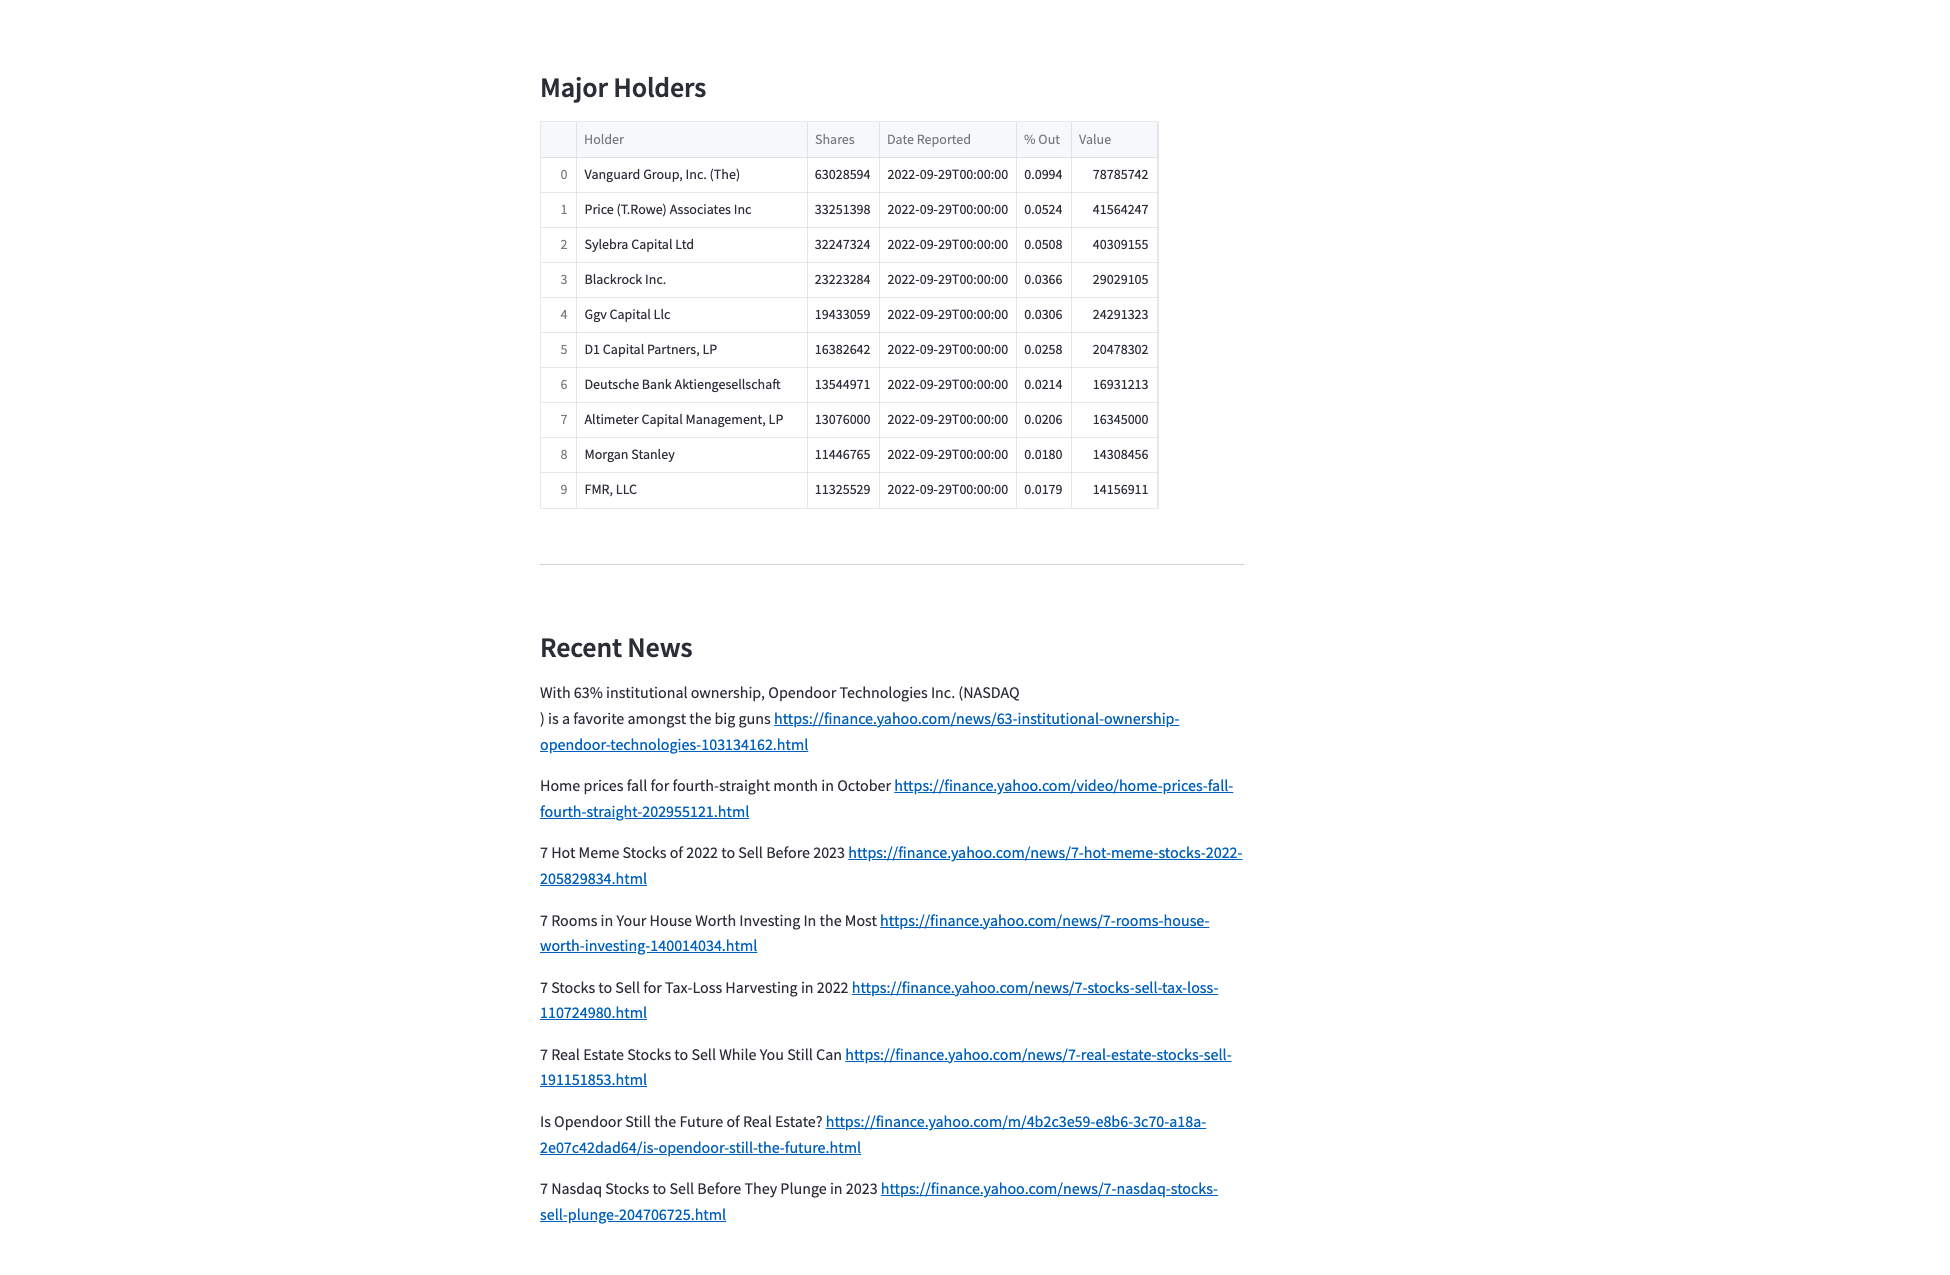 Major Holders
Holder Shares Date Reported % Out Value
0 Vanguard Group, Inc. (The) 63028594 2022-09-29T00:00:00 0.0994 78785742
1 Price (T.Rowe) Associates Inc 33251398 2022-09-29T00:00:00 0.0524 41564247
2 Sylebra Capital Ltd 32247324 2022-09-29T00:00:00 0.0508 40309155
3 Blackrock Inc. 23223284 2022-09-29T00:00:00 0.0366 29029105
4 Ggv Capital Llc 19433059 2022-09-29T00:00:00 0.0306 24291323
5 D1 Capital Partners, LP 16382642 2022-09-29T00:00:00 0.0258 20478302
6 Deutsche Bank Aktiengesellschaft 13544971 2022-09-29T00:00:00 0.0214 16931213
7 Altimeter Capital Management, LP 13076000 2022-09-29T00:00:00 0.0206 16345000
8 Morgan Stanley 11446765 2022-09-29T00:00:00 0.0180 14308456
9 FMR, LLC 11325529 2022-09-29T00:00:00 0.0179 14156911
Recent News
With 63% institutional ownership, Opendoor Technologies Inc. (NASDAQ
) is a favorite amongst the big guns https://finance.yahoo.com/news/63-institutional-ownership-
opendoor-technologies-103134162.html
Home prices fall for fourth-straight month in October https://finance.yahoo.com/video/home-prices-fall-
fourth-straight-202955121.html
7 Hot Meme Stocks of 2022 to Sell Before 2023 https://finance.yahoo.com/news/7-hot-meme-stocks-2022-
205829834.html
7 Rooms in Your House Worth Investing In the Most https://finance.yahoo.com/news/7-rooms-house-
worth-investing-140014034.html
7 Stocks to Sell for Tax-Loss Harvesting in 2022 https://finance.yahoo.com/news/7-stocks-sell-tax-loss-
110724980.html
7 Real Estate Stocks to Sell While You Still Can https://finance.yahoo.com/news/7-real-estate-stocks-sell-
191151853.html
Is Opendoor Still the Future of Real Estate? https://finance.yahoo.com/m/4b2c3e59-e8b6-3c70-a18a-
2e07c42dad64/is-opendoor-still-the-future.html
7 Nasdaq Stocks to Sell Before They Plunge in 2023 https://finance.yahoo.com/news/7-nasdaq-stocks-
sell-plunge-204706725.html